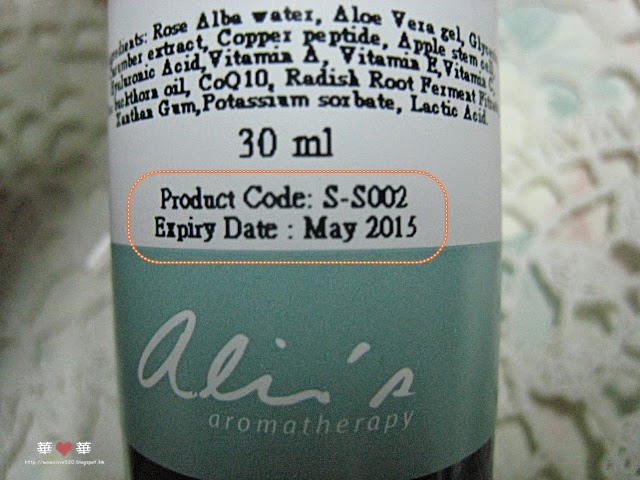 Rose Alba water, Aloe Vera gel,
extract, Copper peptide, Apple stem
Acid, Vitamin A, Vitamin E, Vitamin
oil, CoQ10, Radish Root Ferment
Xanthan Gum, Potassium sorbate, Lactic Acid.
30 ml
Product Code: S-S002
Expiry Date : May 2015
Ali's
aromatherapy
華 華